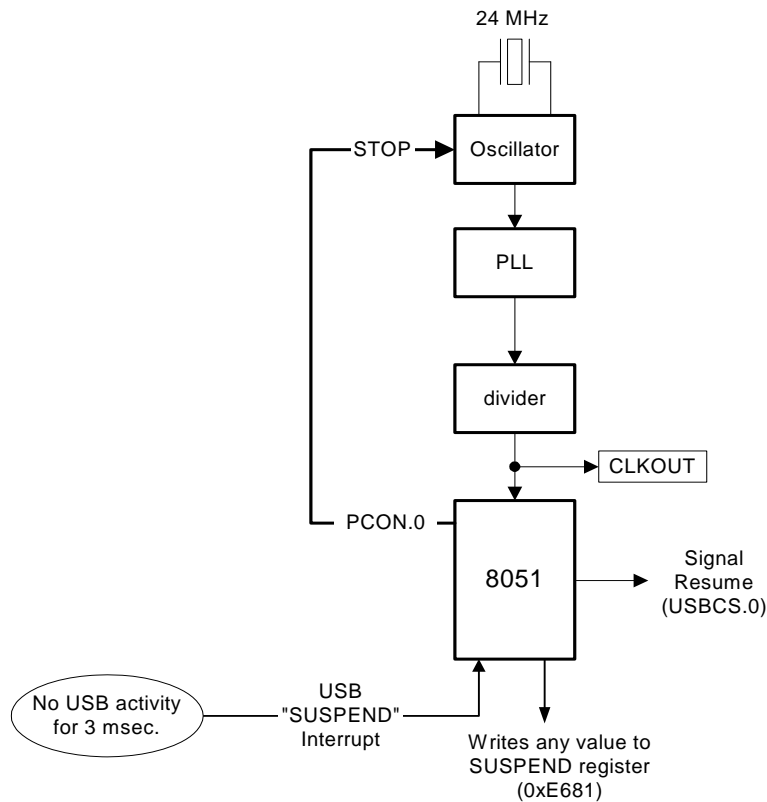 24 MHz
STOP
Oscillator
PLL
divider
CLKOUT
PCON.0
8051
Signal
Resume
(USBCS.0)
No USB activity
for 3 msec.
USB
"SUSPEND"
Interrupt
Writes any value to
SUSPEND register
(0xE681)